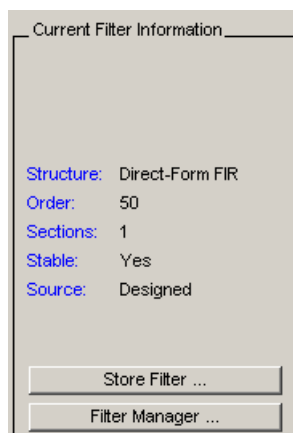 Current Filter Information
Structure: Direct-Form FIR
Order: 50
Sections: 1
Stable: Yes
Source: Designed
Store Filter ...
Filter Manager ...